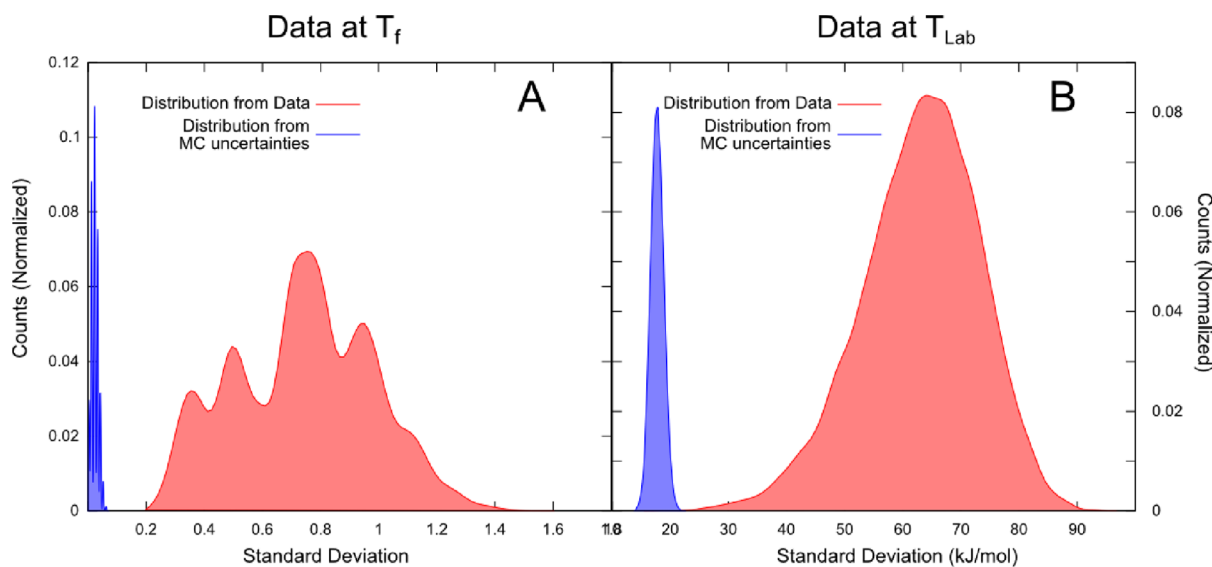 Data at Tf
Data at TLab
A
Distribution from Data
Distribution from
MC uncertainties
0.12
0.1
0.08
0.06
0.04
0.02
0
Counts (Normalized)
0.2
0.4
0.6
0.8
1
1.2
1.4
1.6
Standard Deviation
B
Distribution from Data
Distribution from
MC uncertainties
0.08
0.06
0.04
0.02
0
Counts (Normalized)
20
30
40
50
60
70
80
90
Standard Deviation (kJ/mol)